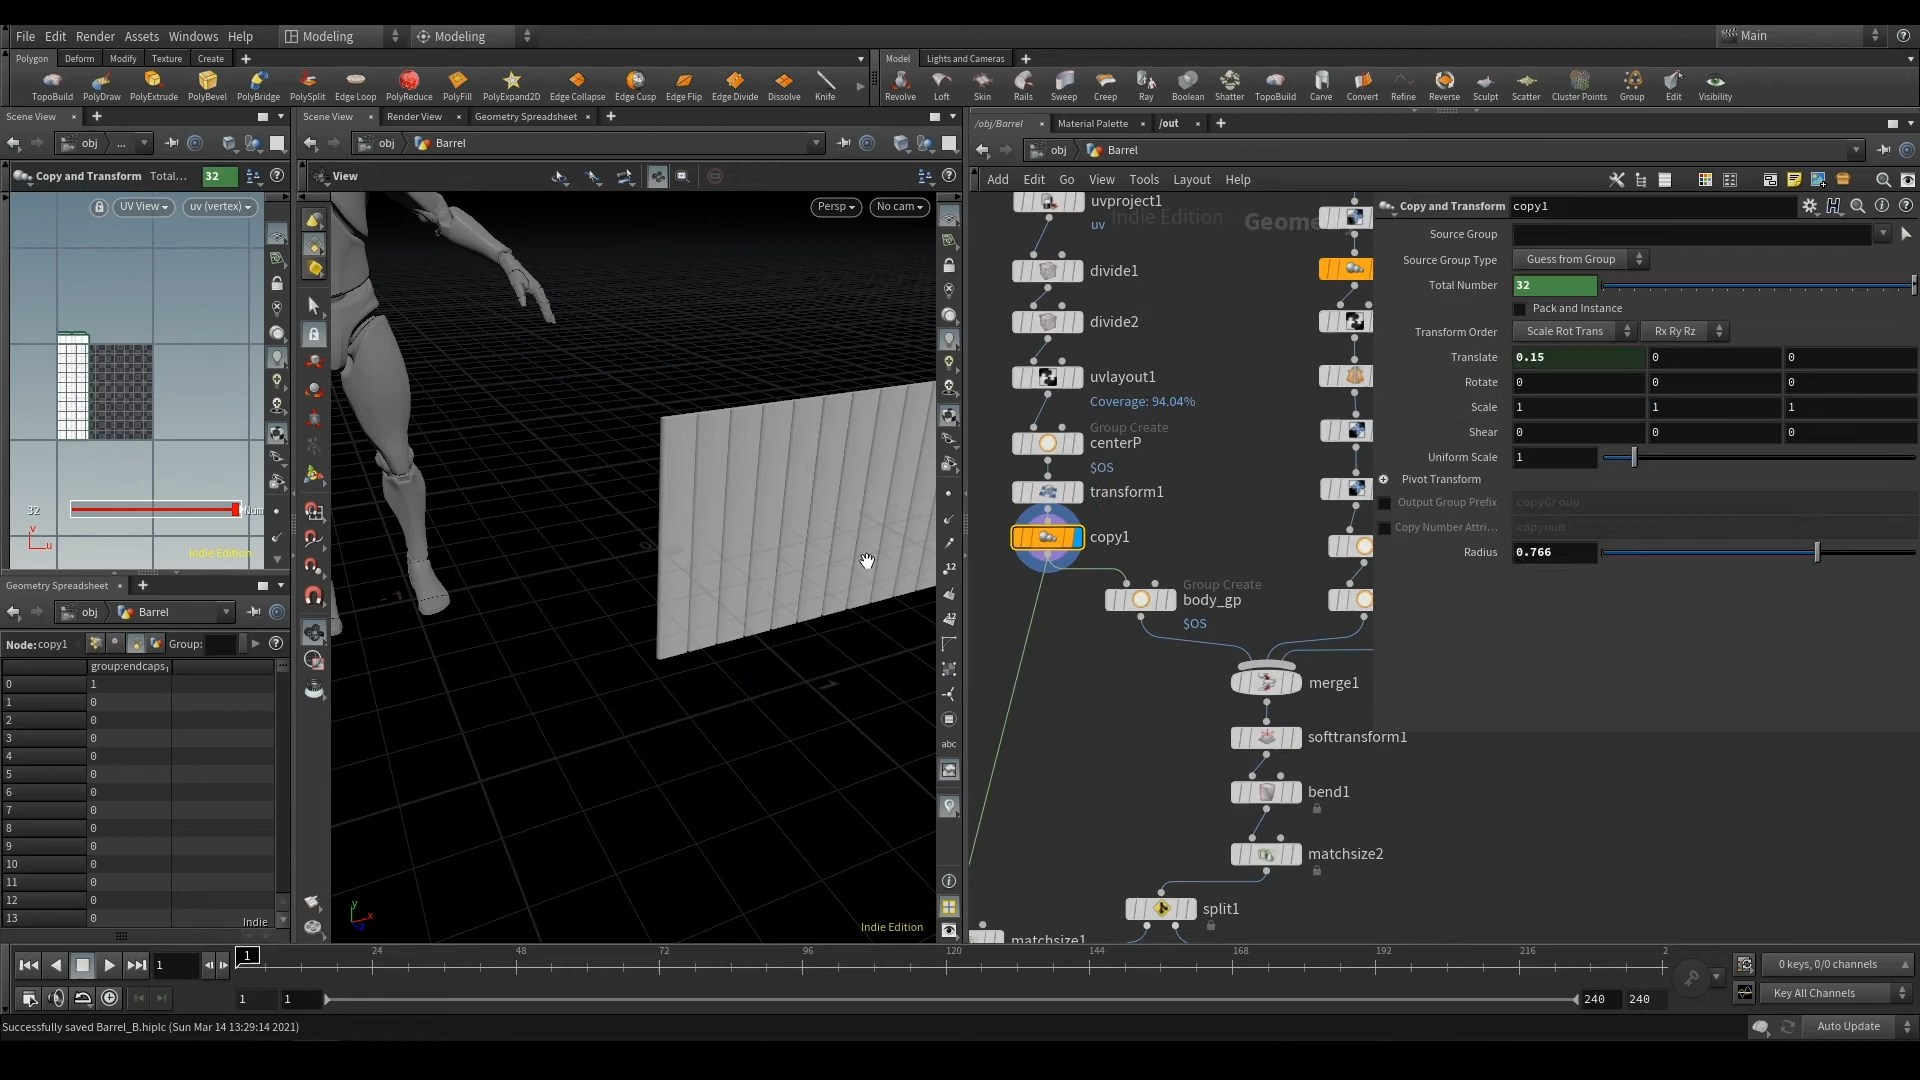 File Edit Render Assets Windows Help Modeling Modeling Main
Polygon Deform Modify Texture Create Model Lights and Cameras
TopoBuild PolyDraw PolyExtrude PolyBevel PolyBridge PolySplit Edge Loop PolyReduce PolyFill PolyExpand2D Edge Collapse Edge Cusp Edge Flip Edge Divide Dissolve Knife Revolve Loft Skin Rails Sweep Creep Ray Boolean Shatter TopoBuild Carve Convert Refine Reverse Sculpt Scatter Cluster Points Group Edit Visibility
Scene View Scene View Render View Geometry Spreadsheet /obj/Barrel Material Palette /out
obj ... obj Barrel obj Barrel
Copy and Transform Total... 32 View
Add Edit Go View Tools Layout Help
UV View uv (vertex) Persp No cam
uvproject1
uv
Indie Edition Geome
divide1
divide2
uvlayout1
Coverage: 94.04%
Group Create
centerP
$OS
transform1
copy1
Group Create
body_gp
$OS
merge1
softtransform1
bend1
matchsize2
split1
matchsize1
Copy and Transform copy1
Source Group
Source Group Type Guess from Group
Total Number 32
Pack and Instance
Transform Order Scale Rot Trans Rx Ry Rz
Translate 0.15 0 0
Rotate 0 0 0
Scale 1 1 1
Shear 0 0 0
Uniform Scale 1
Pivot Transform
Output Group Prefix copyGroup
Copy Number Attri... copynum
Radius 0.766
32 Num
v
u
Indie Edition
Geometry Spreadsheet
obj Barrel
Node: copy1 Group:
group:endcaps
0 1
1 0
2 0
3 0
4 0
5 0
6 0
7 0
8 0
9 0
10 0
11 0
12 0
13 0
Indie
12
12
abc
y
x
z
Indie Edition
1 1 24 48 72 96 120 144 168 192 216 2
0 keys, 0/0 channels
1 1 240 240 Key All Channels
Successfully saved Barrel_B.hiplc (Sun Mar 14 13:29:14 2021) Auto Update